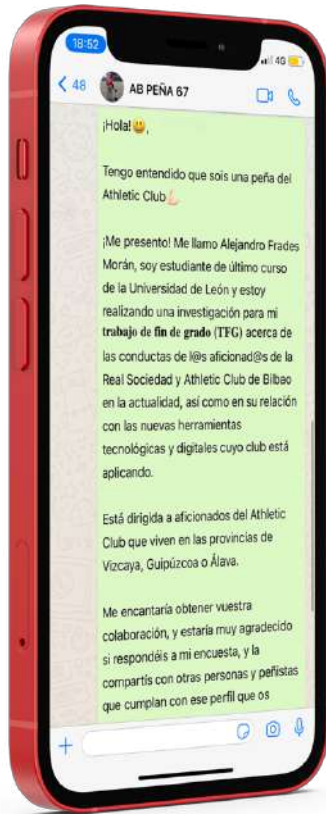 18:52
4G
48
AB PEÑA 67
¡Hola!😃,
Tengo entendido que sois una peña del
Athletic Club💪🏻
¡Me presento! Me llamo Alejandro Frades
Morán, soy estudiante de último curso
de la Universidad de León y estoy
realizando una investigación para mi
trabajo de fin de grado (TFG) acerca de
las conductas de l@s aficionad@s de la
Real Sociedad y Athletic Club de Bilbao
en la actualidad, así como en su relación
con las nuevas herramientas
tecnológicas y digitales cuyo club está
aplicando.
Está dirigida a aficionados del Athletic
Club que viven en las provincias de
Vizcaya, Guipúzcoa o Álava.
Me encantaría obtener vuestra
colaboración, y estaría muy agradecido
si respondéis a mi encuesta, y la
compartís con otras personas y peñistas
que cumplan con ese perfil que os